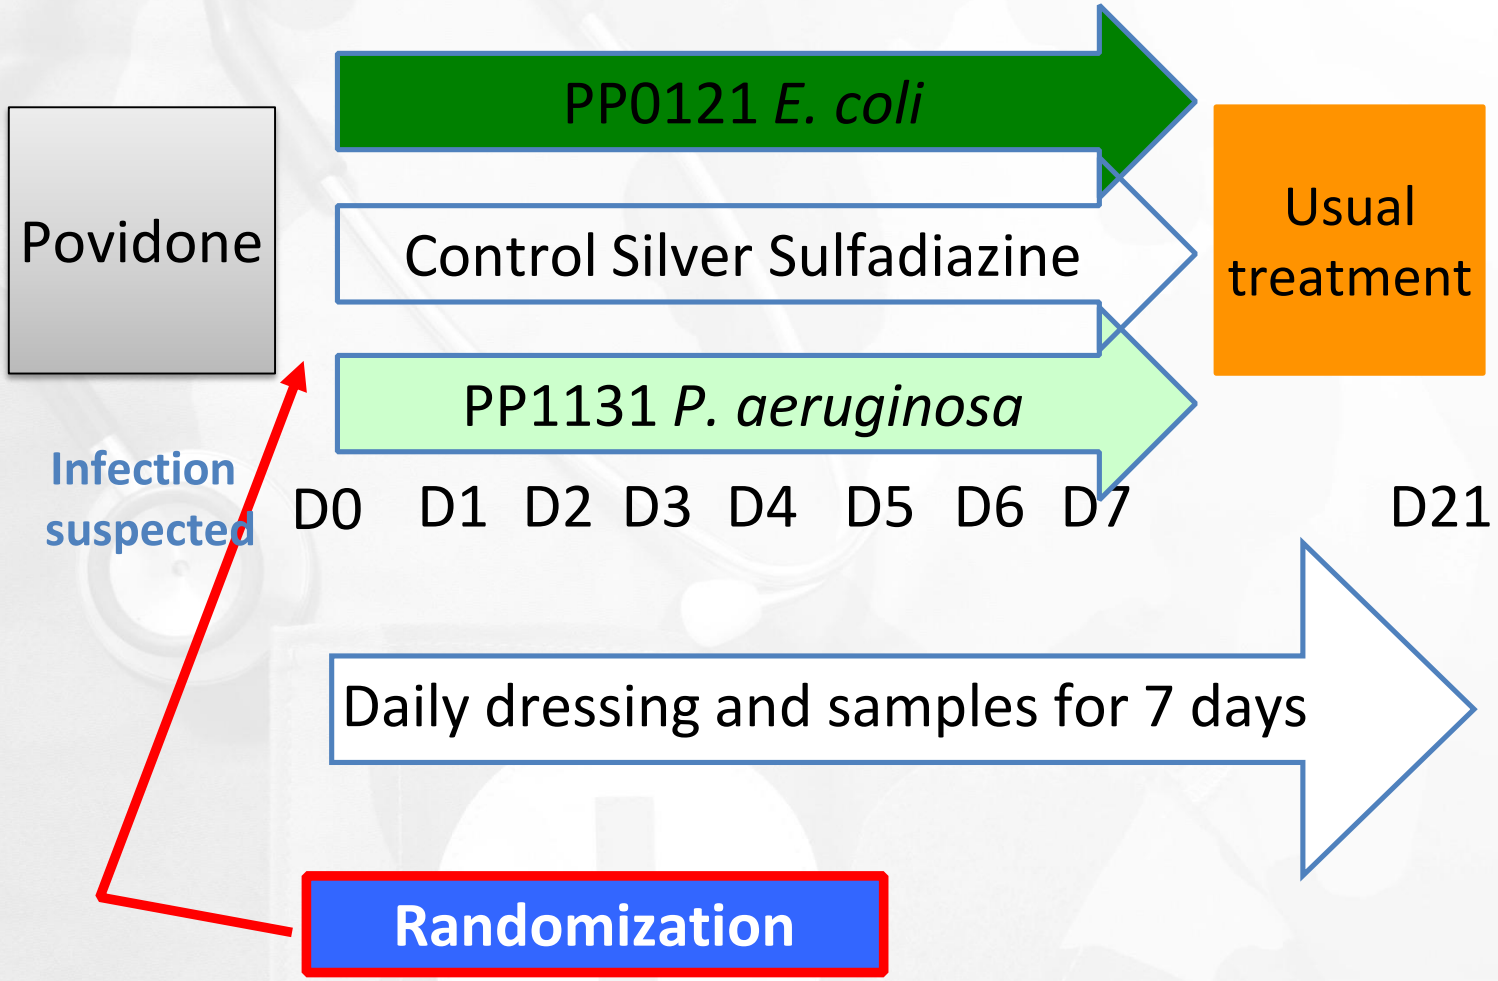 PP0121 E. coli
Povidone
Control Silver Sulfadiazine
Usual
treatment
PP1131 P. aeruginosa
Infection
suspected
D0 D1 D2 D3 D4 D5 D6 D7 D21
Daily dressing and samples for 7 days
Randomization